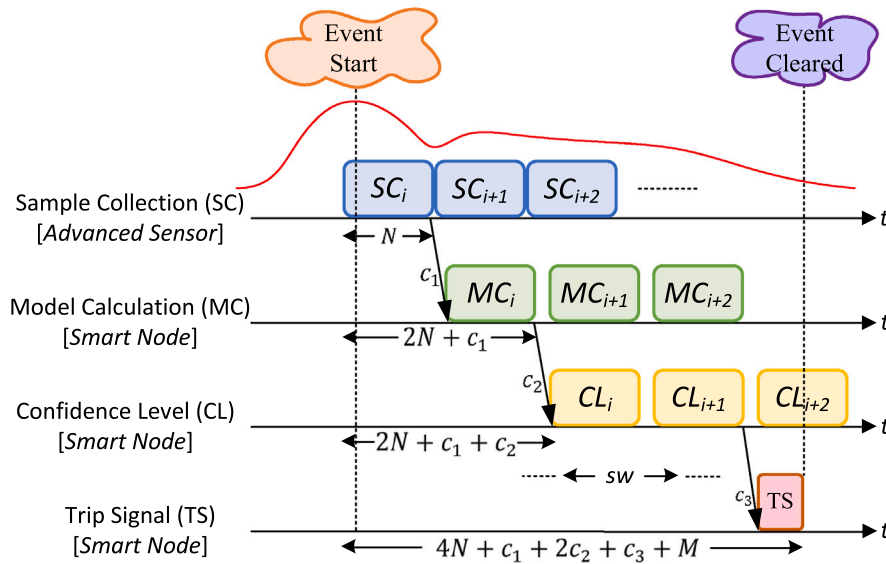 Event
Start
Event
Cleared
Sample Collection (SC)
[Advanced Sensor]
SCᵢ
SCᵢ₊₁
SCᵢ₊₂
t
N
c₁
Model Calculation (MC)
[Smart Node]
MCᵢ
MCᵢ₊₁
MCᵢ₊₂
t
2N + c₁
c₂
Confidence Level (CL)
[Smart Node]
CLᵢ
CLᵢ₊₁
CLᵢ₊₂
t
2N + c₁ + c₂
sw
c₃
Trip Signal (TS)
[Smart Node]
TS
t
4N + c₁ + 2c₂ + c₃ + M